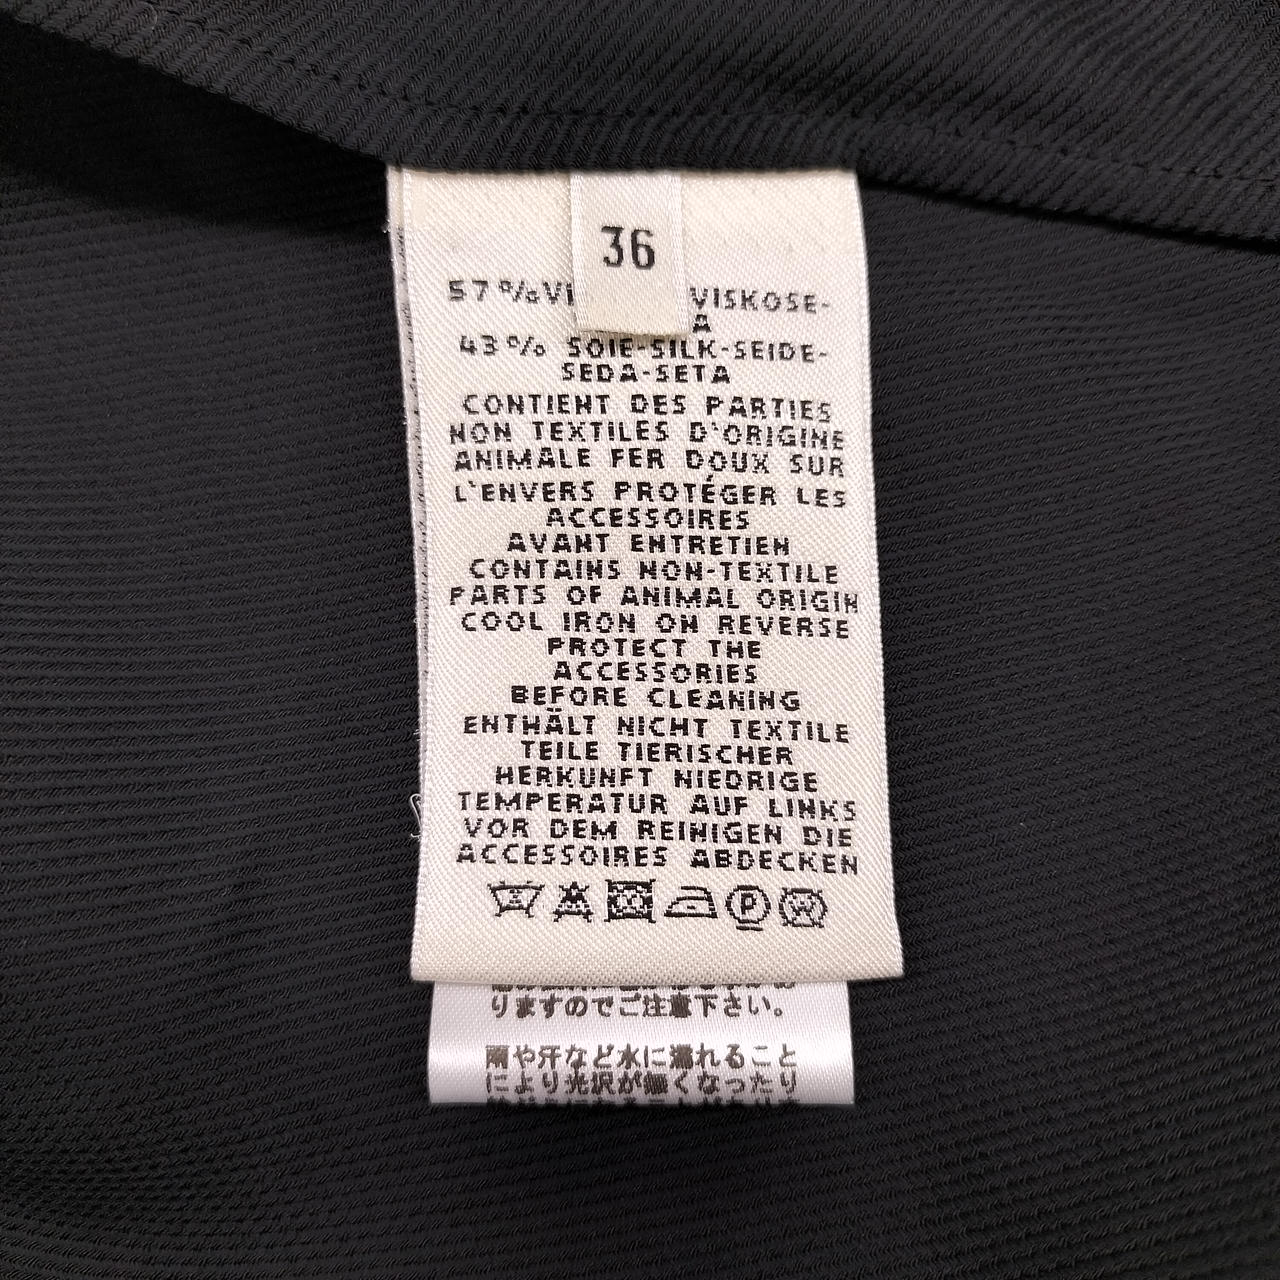 36
57% VISKOSE-
43% SOIE-SILK-SEIDE-
SEDA-SETA
CONTIENT DES PARTIES
NON TEXTILES D'ORIGINE
ANIMALE FER DOUX SUR
L'ENVERS PROTÉGER LES
ACCESSOIRES
AVANT ENTRETIEN
CONTAINS NON-TEXTILE
PARTS OF ANIMAL ORIGIN
COOL IRON ON REVERSE
PROTECT THE
ACCESSORIES
BEFORE CLEANING
ENTHÄLT NICHT TEXTILE
TEILE TIERISCHER
HERKUNFT NIEDRIGE
TEMPERATUR AUF LINKS
VOR DEM REINIGEN DIE
ACCESSOIRES ABDECKEN
P W
りますのでご注意下さい。
雨や汗など水に濡れること
により光沢が無くなったり